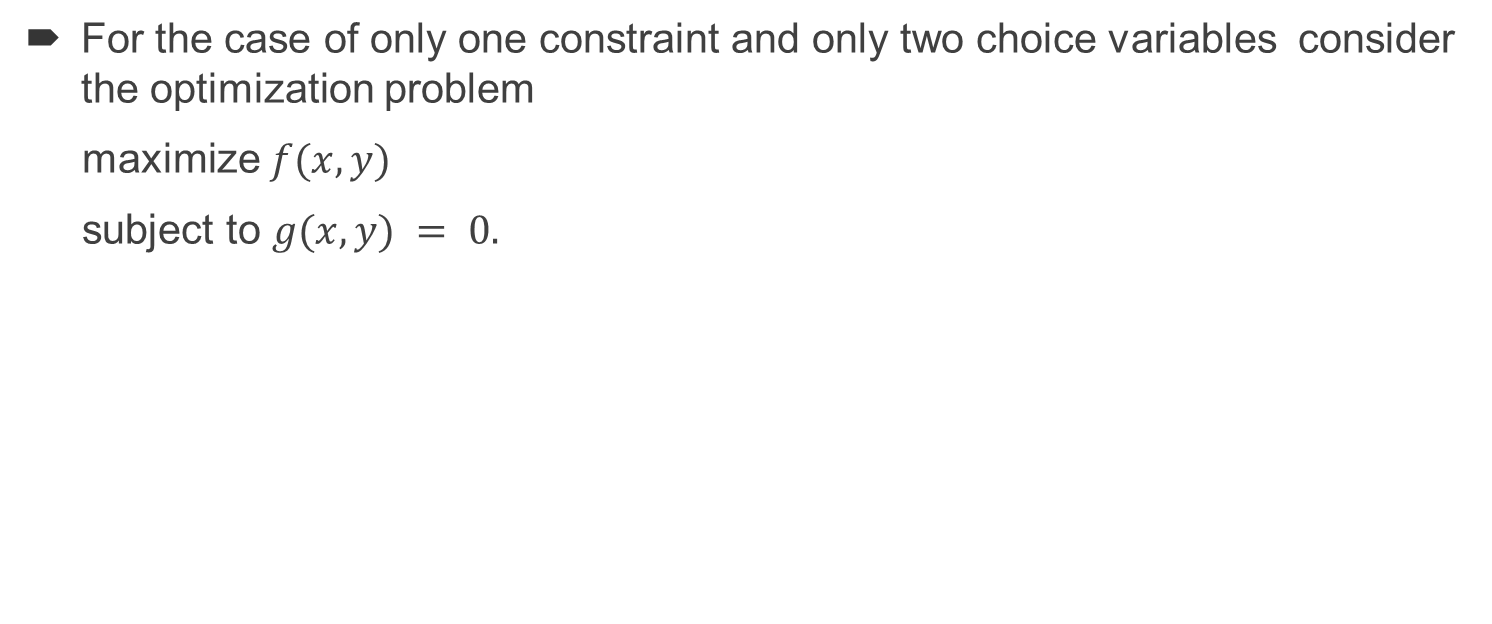 For the case of only one constraint and only two choice variables  consider
the optimization problem
maximize f(x, y)
subject to g(x, y) = 0.